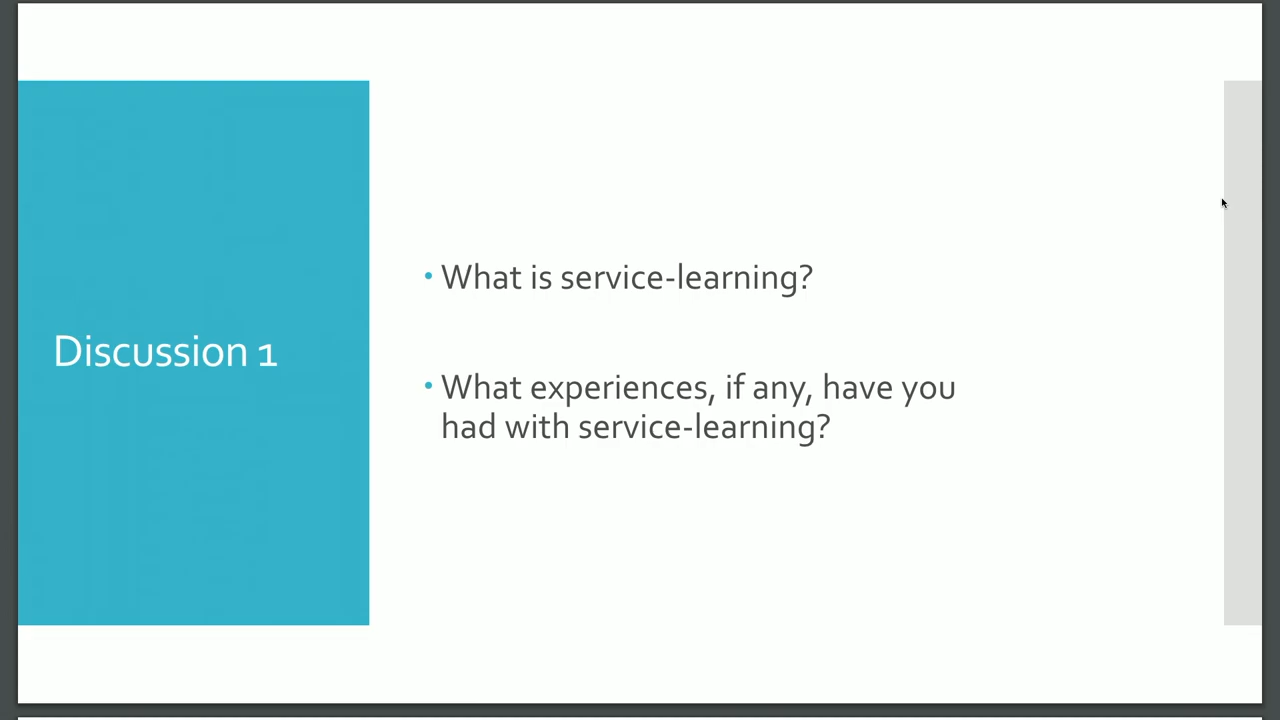 Discussion 1
• What is service-learning?
• What experiences, if any, have you
had with service-learning?